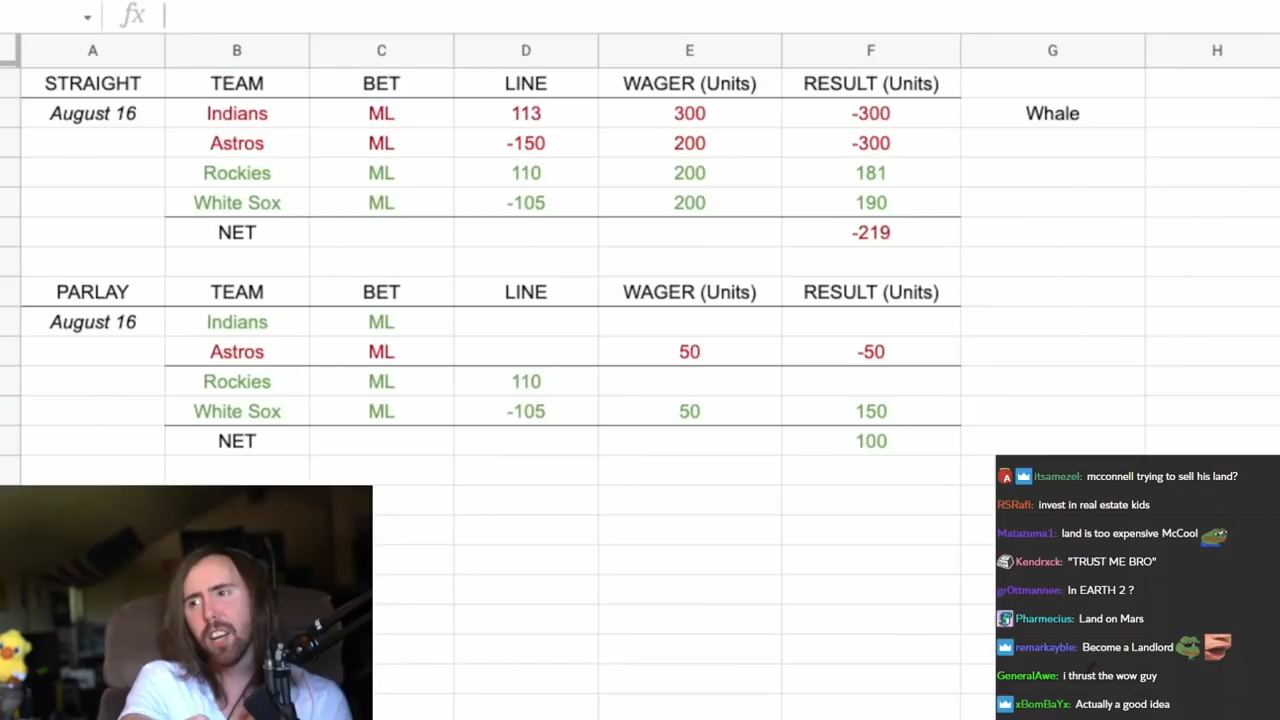 fx
A B C D E F G H
STRAIGHT TEAM BET LINE WAGER (Units) RESULT (Units)
August 16 Indians ML 113 300 -300 Whale
Astros ML -150 200 -300
Rockies ML 110 200 181
White Sox ML -105 200 190
NET -219
PARLAY TEAM BET LINE WAGER (Units) RESULT (Units)
August 16 Indians ML
Astros ML 50 -50
Rockies ML 110
White Sox ML -105 50 150
NET 100
itsamezel: mcconnell trying to sell his land?
RSRafi: invest in real estate kids
Matazuma1: land is too expensive McCool
Kendrxck: "TRUST ME BRO"
gr0ttmannen: In EARTH 2 ?
Pharmecius: Land on Mars
remarkayble: Become a Landlord
GeneralAwe: i thrust the wow guy
xBomBaYx: Actually a good idea